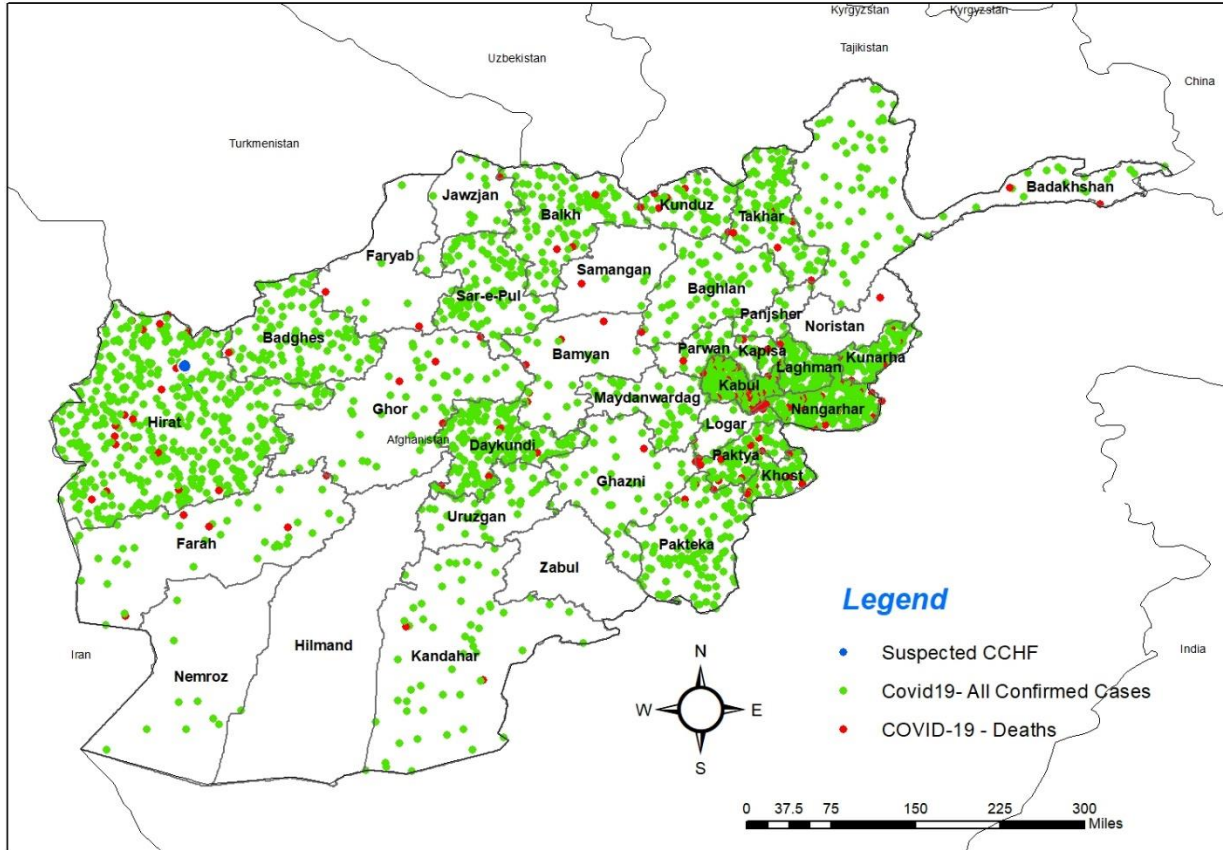 Kyrgyzstan
Kyrgyzstan
Tajikistan
Uzbekistan
China
Turkmenistan
Badakhshan
Jawzjan
Balkh
Kunduz
Takhar
Faryab
Samangan
Baghlan
Sar-e-Pul
Panjsher
Badghes
Noristan
Parwan
Kapisa
Kunarha
Bamyan
Laghman
Kabul
Maydanwardag
Nangarhar
Ghor
Hirat
Logar
Afghanistan
Daykundi
Paktya
Khost
Ghazni
Uruzgan
Farah
Pakteka
Zabul
Legend
Hilmand
Iran
Kandahar
India
Nemroz
N
W
E
S
Suspected CCHF
Covid19- All Confirmed Cases
COVID-19 - Deaths
0 37.5 75 150 225 300
Miles